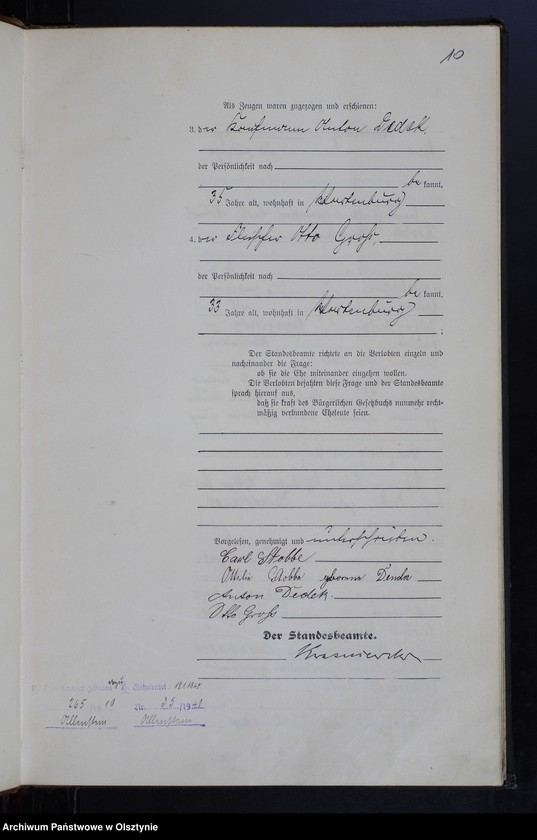 10
Als Zeugen waren zugezogen und erschienen:
3. der Kaufmann Anton Dedek,
der Persönlichkeit nach
be kannt,
35 Jahre alt, wohnhaft in Wartenburg
4. der Otto Groß,
der Persönlichkeit nach
be kannt,
33 Jahre alt, wohnhaft in Wartenburg
;
Der Standesbeamte richtete an die Verlobten einzeln und
nacheinander die Frage:
ob sie die Ehe miteinander eingehen wollen.
Die Verlobten bejahten diese Frage und der Standesbeamte
sprach hierauf aus,
daß sie kraft des Bürgerlichen Gesetzbuchs nunmehr recht-
mäßig verbundene Eheleute seien.
Vorgelesen, genehmigt und unterschrieben.
Carl Stobbe
Ottilie Stobbe geborene
Anton Dedek.
Otto Groß
Der Standesbeamte.
265 19
Nr. 35 /19
Allenstein
Allenstein
Archiwum Państwowe w Olsztynie